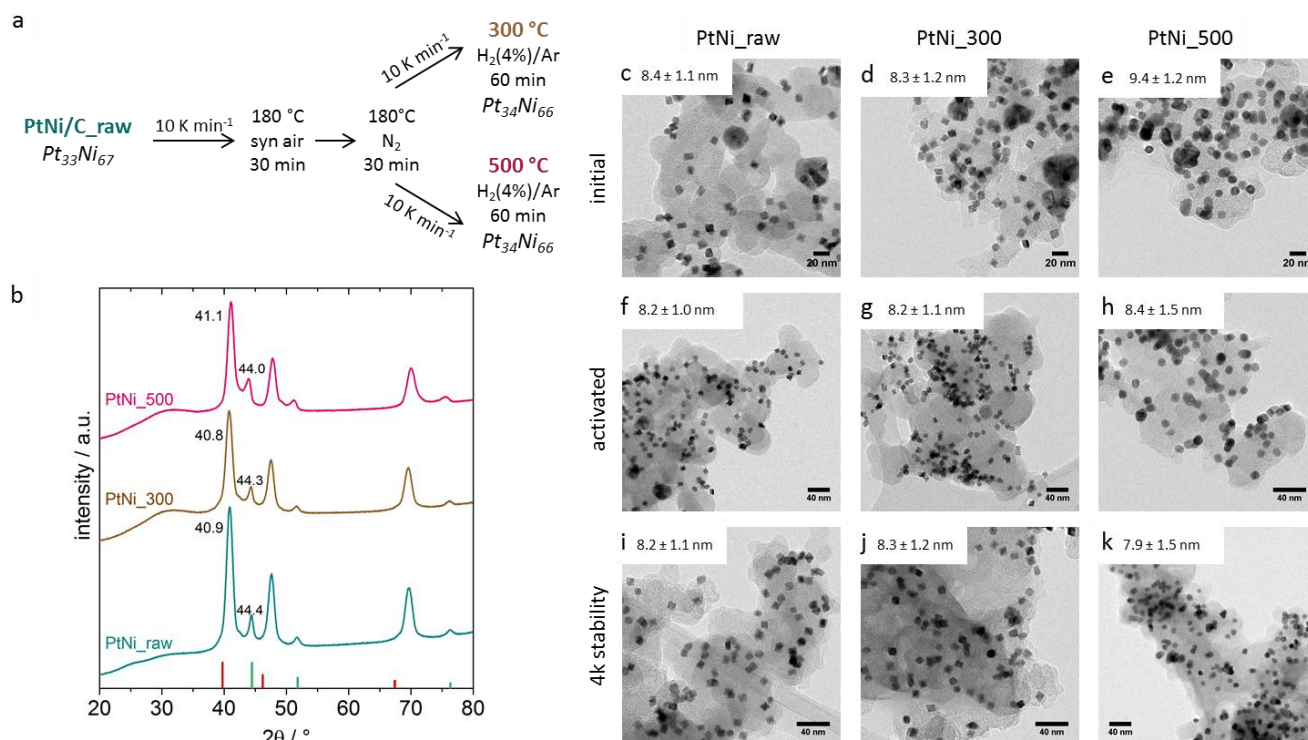 a
PtNi/C_raw
Pt33Ni67
10 K min-1
180 °C
syn air
30 min
180°C
N2
30 min
10 K min-1
300 °C
H2(4%)/Ar
60 min
Pt34Ni66
10 K min-1
500 °C
H2(4%)/Ar
60 min
Pt34Ni66
b
intensity / a.u.
41.1
44.0
PtNi_500
40.8
44.3
PtNi_300
40.9
44.4
PtNi_raw
20 30 40 50 60 70 80
2θ / °
PtNi_raw PtNi_300 PtNi_500
initial
c 8.4 ± 1.1 nm
20 nm
d 8.3 ± 1.2 nm
20 nm
e 9.4 ± 1.2 nm
20 nm
activated
f 8.2 ± 1.0 nm
40 nm
g 8.2 ± 1.1 nm
40 nm
h 8.4 ± 1.5 nm
40 nm
4k stability
i 8.2 ± 1.1 nm
40 nm
j 8.3 ± 1.2 nm
40 nm
k 7.9 ± 1.5 nm
40 nm